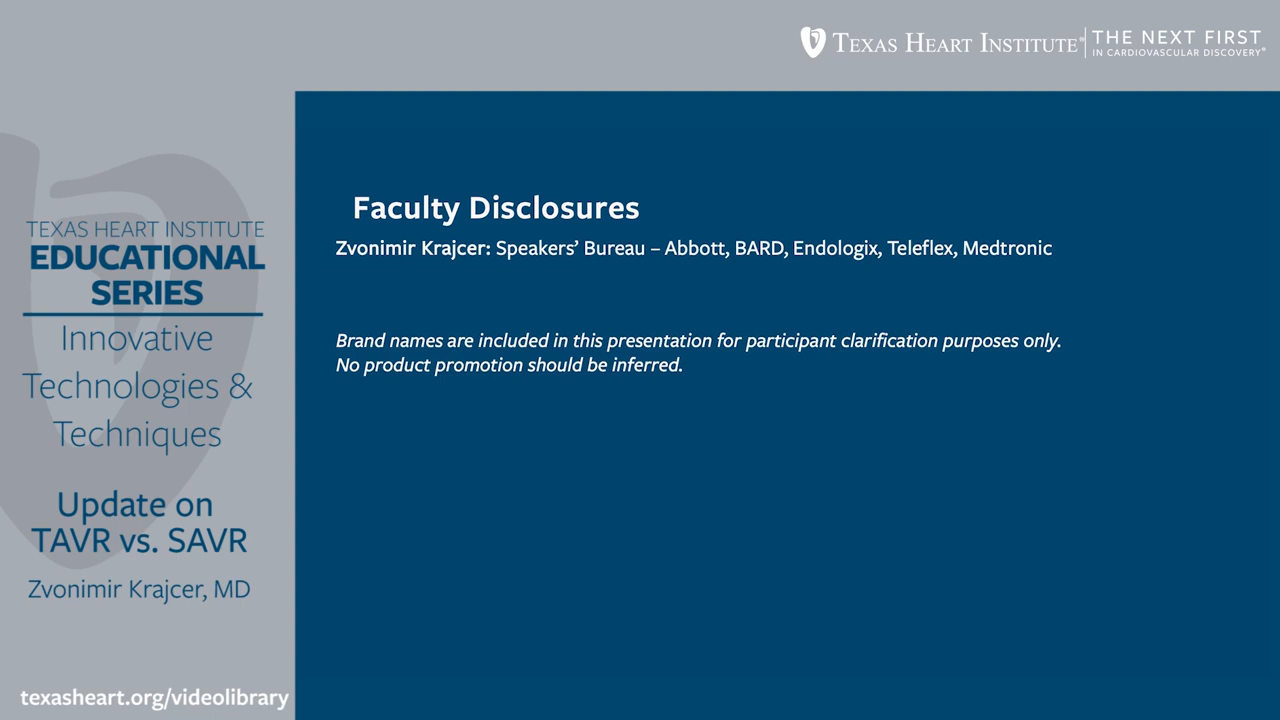 TEXAS HEART INSTITUTE® THE NEXT FIRST
IN CARDIOVASCULAR DISCOVERY®
TEXAS HEART INSTITUTE
EDUCATIONAL
SERIES
Innovative
Technologies &
Techniques
Update on
TAVR vs. SAVR
Zvonimir Krajcer, MD
texasheart.org/videolibrary
Faculty Disclosures
Zvonimir Krajcer: Speakers’ Bureau – Abbott, BARD, Endologix, Teleflex, Medtronic
Brand names are included in this presentation for participant clarification purposes only.
No product promotion should be inferred.